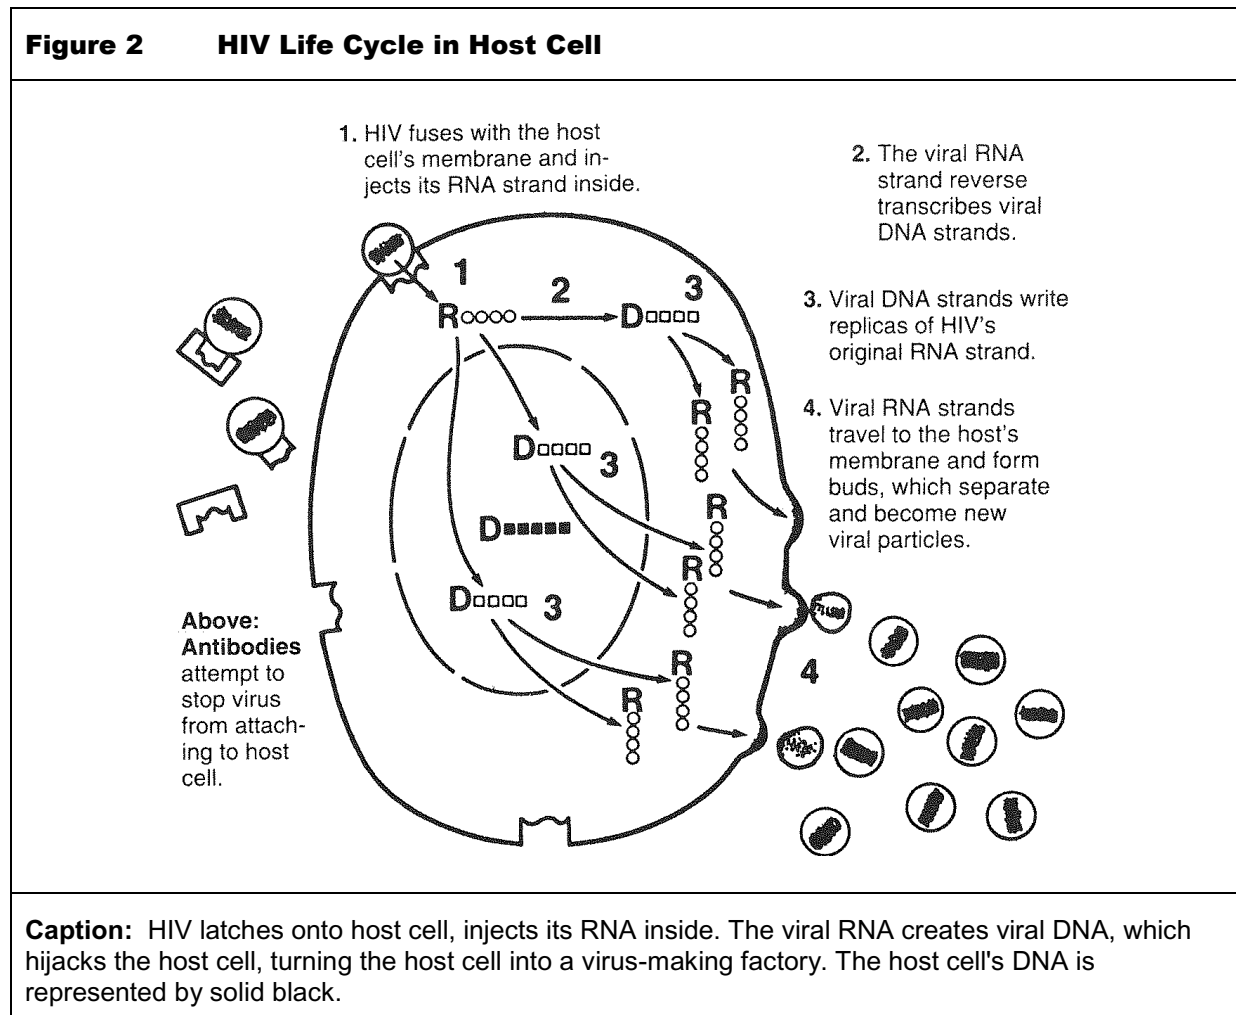 Figure 2 HIV Life Cycle in Host Cell
1. HIV fuses with the host
cell's membrane and in-
jects its RNA strand inside.
2. The viral RNA
strand reverse
transcribes viral
DNA strands.
3. Viral DNA strands write
replicas of HIV's
original RNA strand.
4. Viral RNA strands
travel to the host's
membrane and form
buds, which separate
and become new
viral particles.
1
2
3
R
D
R
R
D
3
R
D
R
D
3
R
R
4
Above:
Antibodies
attempt to
stop virus
from attach-
ing to host
cell.
Caption: HIV latches onto host cell, injects its RNA inside. The viral RNA creates viral DNA, which
hijacks the host cell, turning the host cell into a virus-making factory. The host cell's DNA is
represented by solid black.